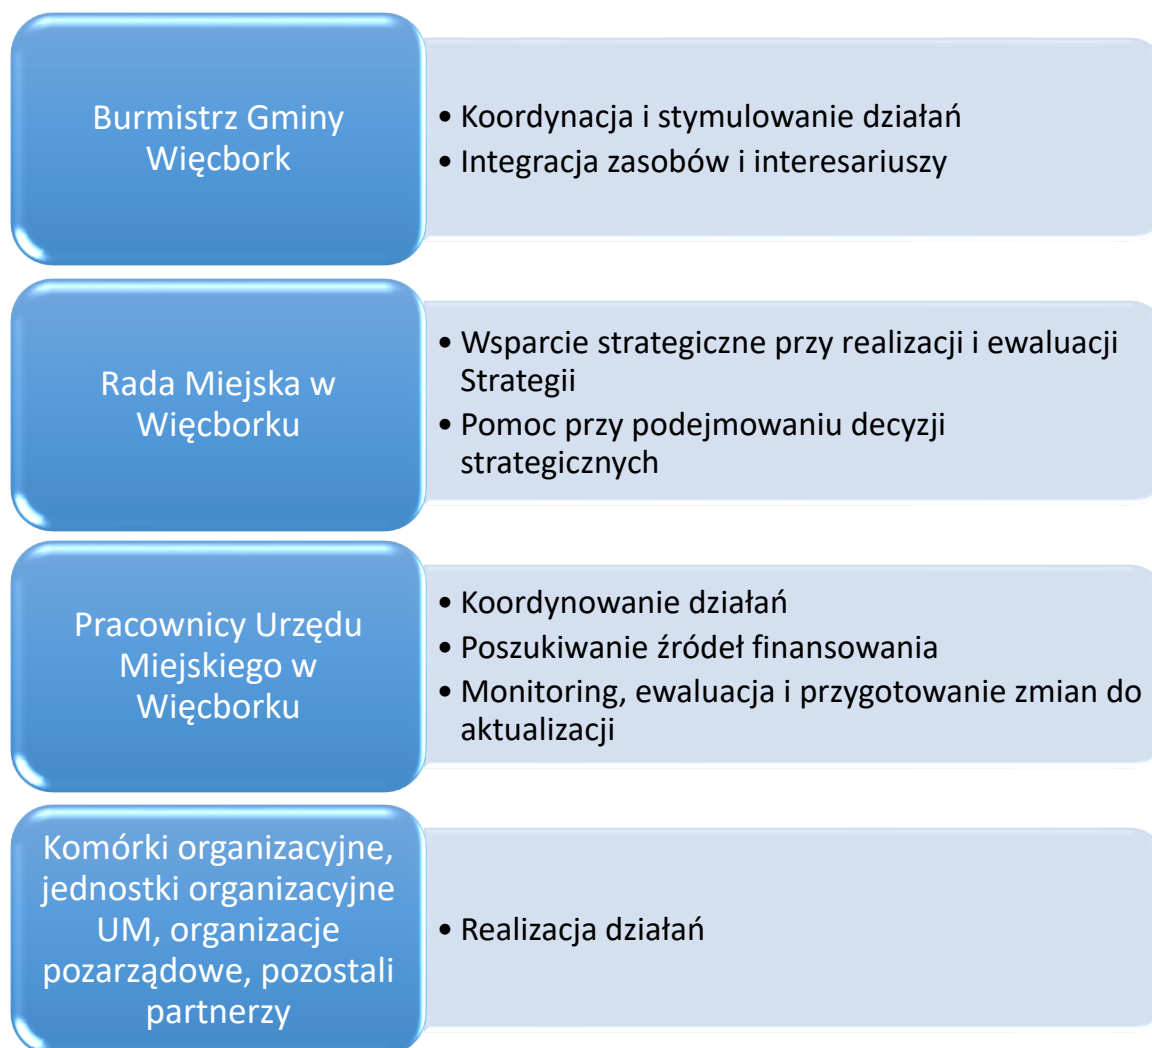 Burmistrz Gminy
Więcbork
• Koordynacja i stymulowanie działań
• Integracja zasobów i interesariuszy
Rada Miejska w
Więcborku
• Wsparcie strategiczne przy realizacji i ewaluacji
Strategii
• Pomoc przy podejmowaniu decyzji
strategicznych
Pracownicy Urzędu
Miejskiego w
Więcborku
• Koordynowanie działań
• Poszukiwanie źródeł finansowania
• Monitoring, ewaluacja i przygotowanie zmian do
aktualizacji
Komórki organizacyjne,
jednostki organizacyjne
UM, organizacje
pozarządowe, pozostali
partnerzy
• Realizacja działań